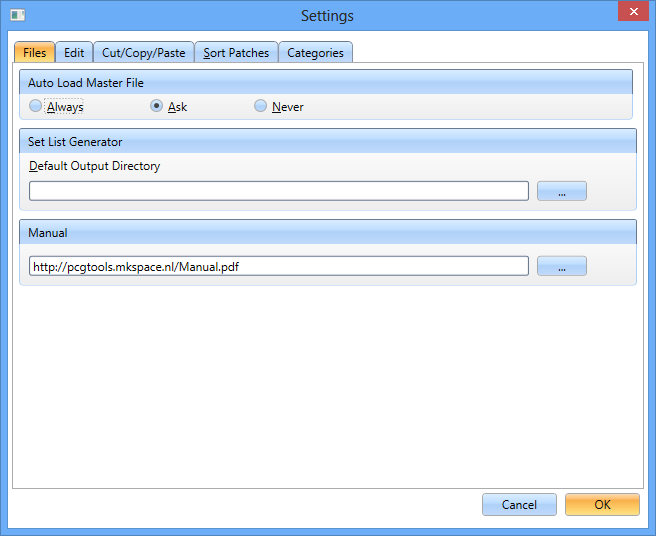 Settings
Files Edit Cut/Copy/Paste Sort Patches Categories
Auto Load Master File
Always Ask Never
Set List Generator
Default Output Directory
...
Manual
http://pcgtools.mkspace.nl/Manual.pdf ...
Cancel OK